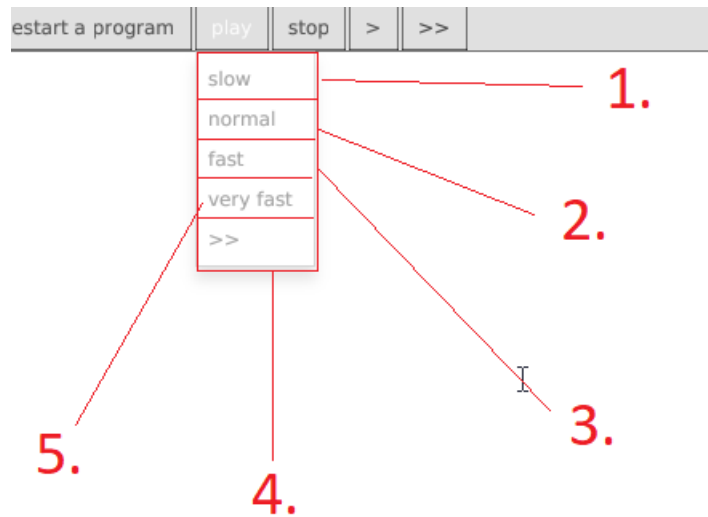 estart a program play stop > >>
slow
1.
normal
2.
fast
very fast
>>
3.
5.
4.